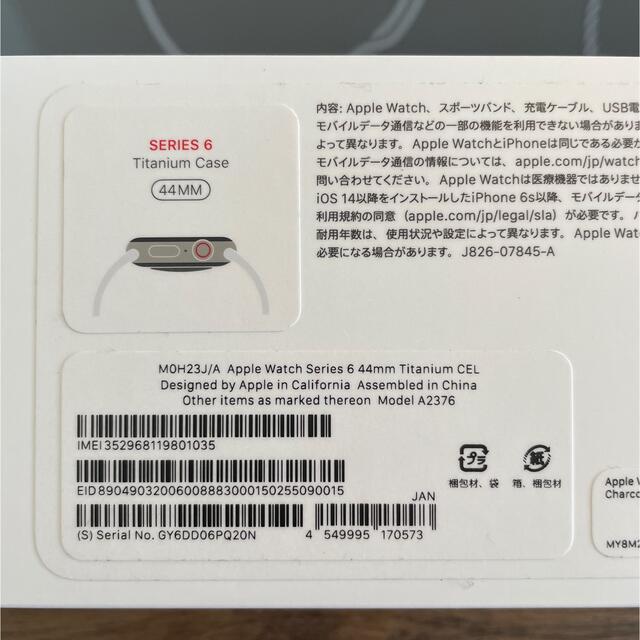 SERIES 6
Titanium Case
44MM
内容: Apple Watch、スポーツバンド、充電ケーブル、USB電
モバイルデータ通信などの一部の機能を利用できない場合があり
よって異なります。 Apple WatchとiPhoneは同じである必要が
モバイルデータ通信の情報については、apple.com/jp/watch
問い合わせてください。 Apple Watchは医療機器ではありませ
iOS 14以降をインストールしたiPhone 6s以降、モバイルデー
利用規約の同意 (apple.com/jp/legal/sla) が必要です。
耐用年数は、使用状況や設定によって異なります。 Apple Wat
必要になる場合があります。 J826-07845-A
M0H23J/A Apple Watch Series 6 44mm Titanium CEL
Designed by Apple in California Assembled in China
Other items as marked thereon Model A2376
IMEI 352968119801035
EID 89049032006008883000150255090015
(S) Serial No. GY6DD06PQ20N
JAN
4 549995 170573
プラ
梱包材、袋
紙
箱、梱包材
Apple W
Charco
MY8M2